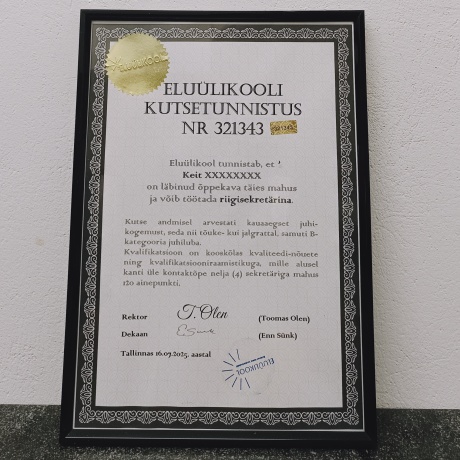 ELUÜLIKOOL
ELUÜLIKOOLI
KUTSETUNNISTUS
NR 321343
321343
Eluülikool tunnistab, et
Keit XXXXXXXX
on läbinud õppekava täies mahus
ja võib töötada riigisekretärina.
Kutse andmisel arvestati kauaaegset juhi-
kogemust, seda nii tõuke- kui jalgrattal, samuti B-
kategooria juhiluba.
Kvalifikatsioon on kooskõlas kvaliteedi-nõuete
ning kvalifikatsiooniraamistikuga, mille alusel
kanti üle kontaktõpe nelja (4) sekretäriga mahus
120 ainepunkti.
Rektor T. Olen (Toomas Olen)
Dekaan E Sünk (Enn Sünk)
Tallinnas 16.07.2025. aastal
ELUÜLIKOOL